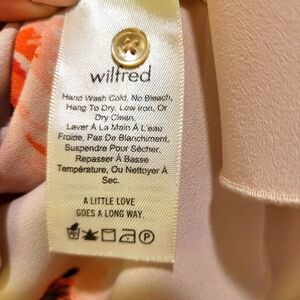 wilfred
Hand Wash Cold, No Bleach,
Hang To Dry, Low Iron, Or
Dry Clean.
Laver À La Main À L'eau
Froide, Pas De Blanchiment,
Suspendre Pour Sécher,
Repasser À Basse
Température, Ou Nettoyer À
Sec.
A LITTLE LOVE
GOES A LONG WAY.
P